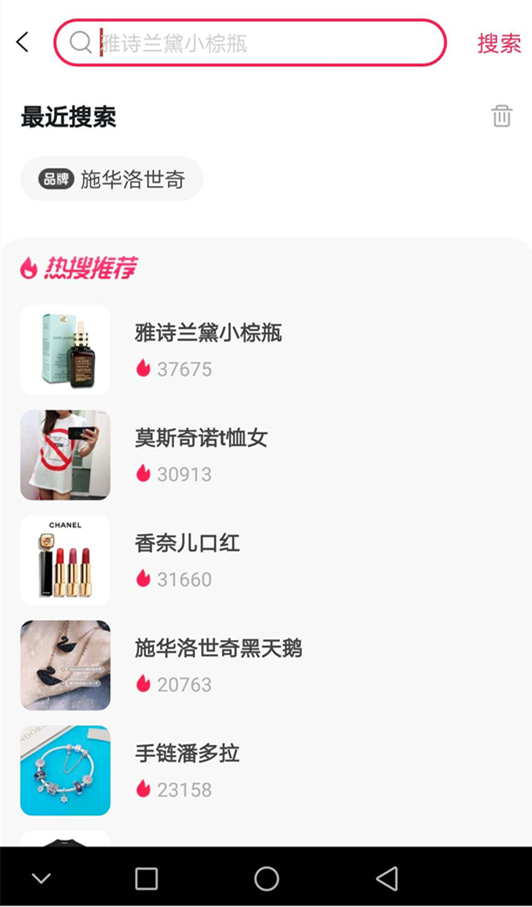 雅诗兰黛小棕瓶
搜索
最近搜索
品牌 施华洛世奇
热搜推荐
雅诗兰黛小棕瓶
37675
莫斯奇诺t恤女
30913
CHANEL
香奈儿口红
31660
施华洛世奇黑天鹅
20763
手链潘多拉
23158